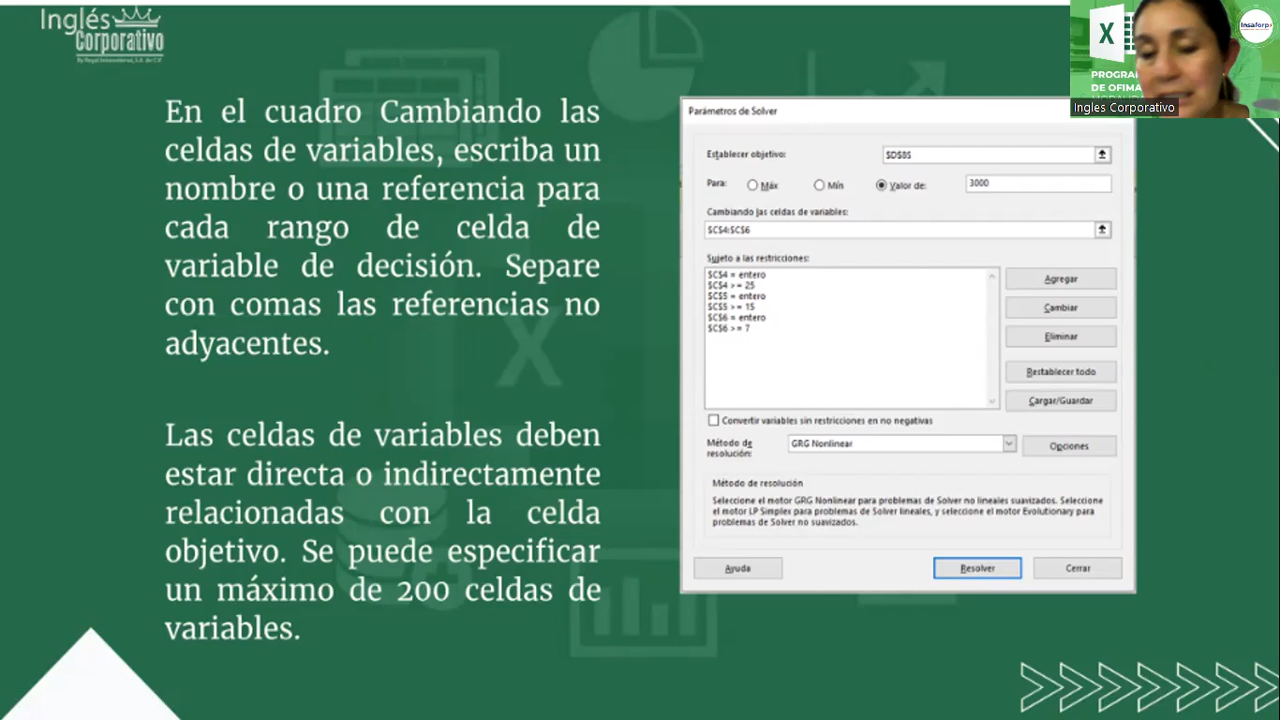 Inglés
Corporativo
En el cuadro Cambiando las
celdas de variables, escriba un
nombre o una referencia para
cada rango de celda de
variable de decisión. Separe
con comas las referencias no
adyacentes.
Las celdas de variables deben
estar directa o indirectamente
relacionadas con la celda
objetivo. Se puede especificar
un máximo de 200 celdas de
variables.
Parámetros de Solver
Establecer objetivo:
$D$8$
Para:
Máx
Mín
Valor de:
3000
Cambiando las celdas de variables:
$C$4:$C$6
Sujeto a las restricciones:
$C$4 = entero
$C$4 >= 25
$C$5 = entero
$C$5 >= 15
$C$6 = entero
$C$6 >= 7
Agregar
Cambiar
Eliminar
Restablecer todo
Cargar/Guardar
Convertir variables sin restricciones en no negativas
Método de
resolución:
GRG Nonlinear
Opciones
Método de resolución
Seleccione el motor GRG Nonlinear para problemas de Solver no lineales suavizados. Seleccione
el motor LP Simplex para problemas de Solver lineales, y seleccione el motor Evolutionary para
problemas de Solver no suavizados.
Ayuda
Resolver
Cerrar
X
Insaforp
DE OFIMA
Ingles Corporativo